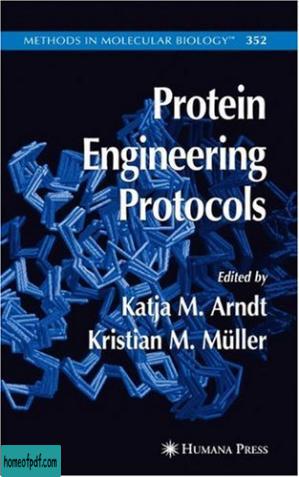 METHODS IN MOLECULAR BIOLOGY™ 352
Protein
Engineering
Protocols
Edited by
Katja M. Arndt
Kristian M. Müller
HUMANA PRESS
homeofpdf.com